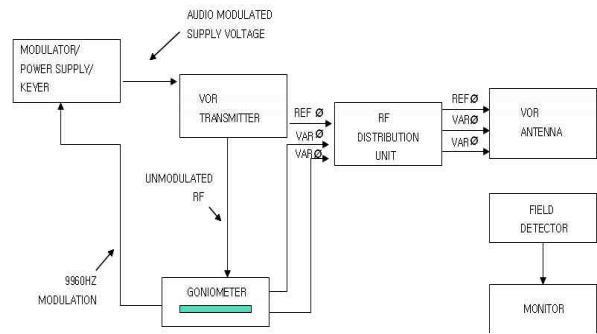 AUDIO MODULATED
SUPPLY VOLTAGE
MODULATOR/
POWER SUPPLY/
KEYER
VOR
TRANSMITTER
REF Ø
VAR Ø
VAR Ø
RF
DISTRIBUTION
UNIT
REF Ø
VAR Ø
VAR Ø
VOR
ANTENNA
UNMODULATED
RF
FIELD
DETECTOR
9960HZ
MODULATION
GONIOMETER
MONITOR